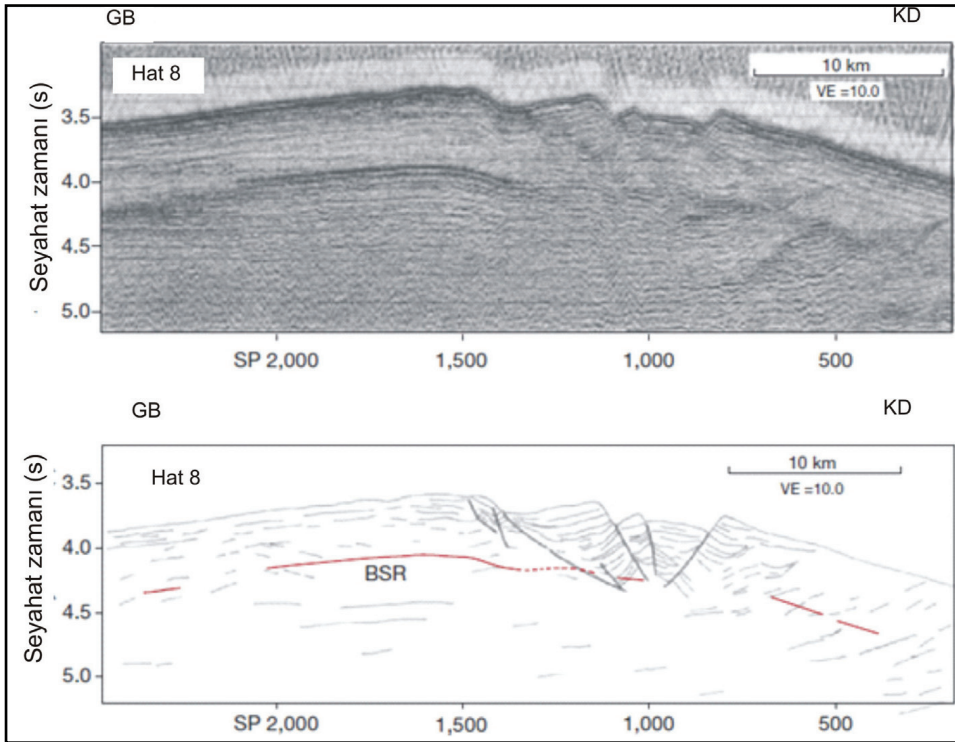 GB KD
Hat 8
10 km
VE =10.0
Seyahat zamanı (s)
3.5
4.0
4.5
5.0
SP 2,000 1,500 1,000 500
GB KD
Hat 8
10 km
VE =10.0
Seyahat zamanı (s)
3.5
4.0
BSR
4.5
5.0
SP 2,000 1,500 1,000 500